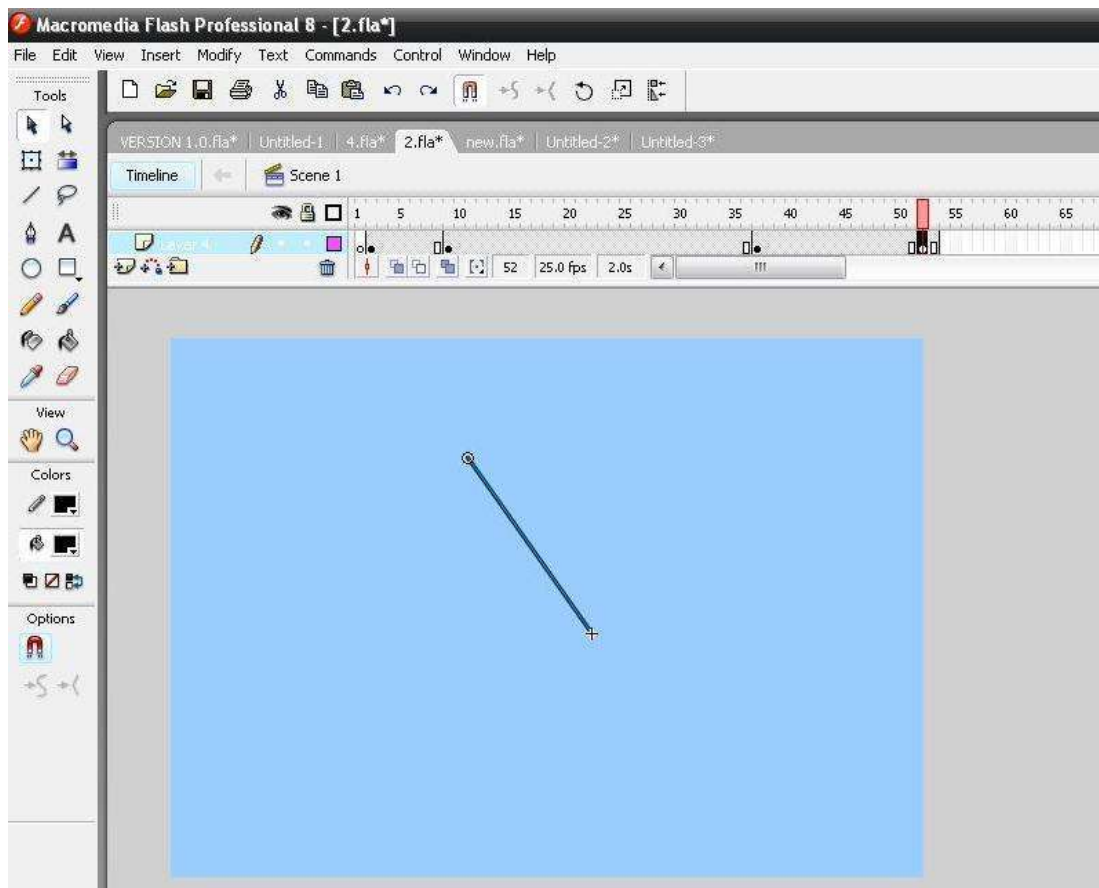 Macromedia Flash Professional 8 - [2.fla*]
File Edit View Insert Modify Text Commands Control Window Help
Tools
VERSION 1.0.fla* Untitled-1 4.fla* 2.fla* new.fla* Untitled-2* Untitled-3*
Timeline Scene 1
1 5 10 15 20 25 30 35 40 45 50 55 60 65
Layer 4
52 25.0 fps 2.0s
View
Colors
Options